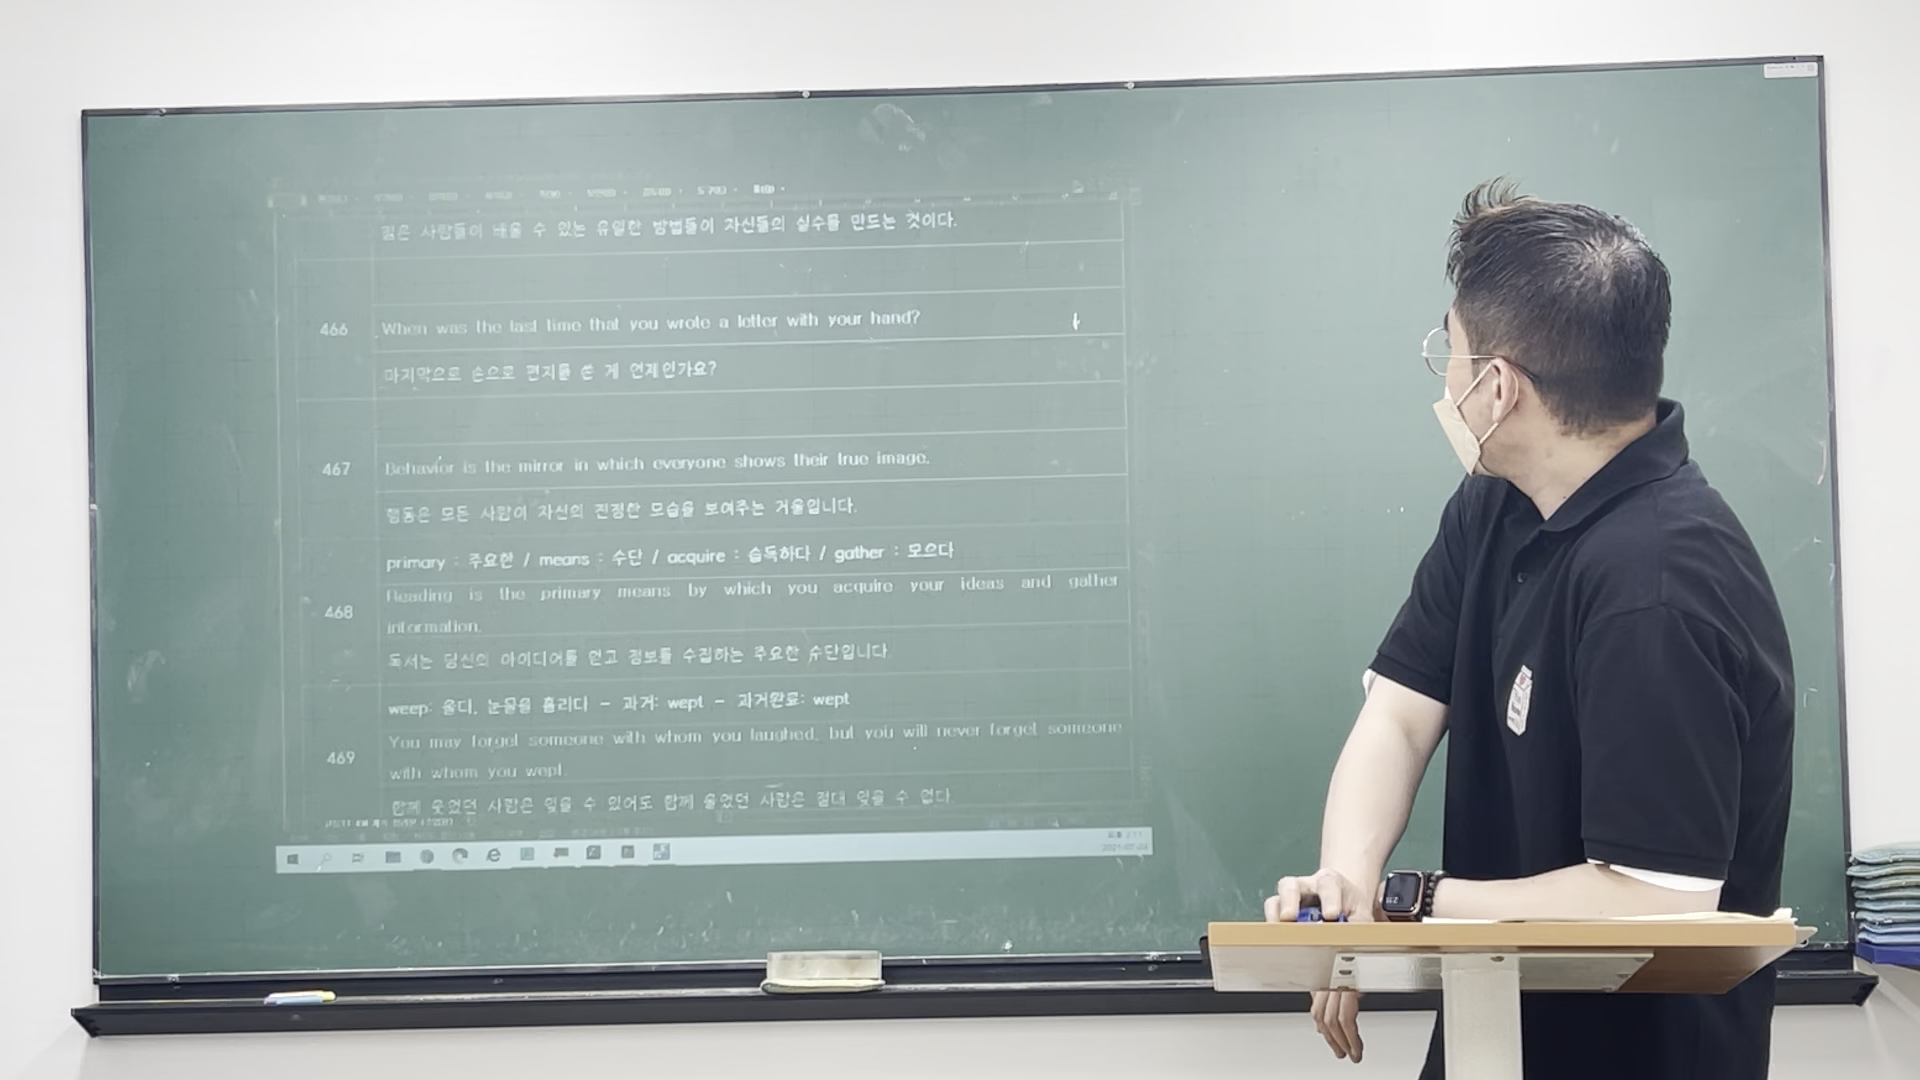 젊은 사람들이 배울 수 있는 유일한 방법들이 자신들의 실수를 만드는 것이다.
466
When was the last time that you wrote a letter with your hand?
마지막으로 손으로 편지를 쓴 게 언제인가요?
467
Behavior is the mirror in which everyone shows their true image.
행동은 모든 사람이 자신의 진정한 모습을 보여주는 거울입니다.
primary : 주요한 / means : 수단 / acquire : 습득하다 / gather : 모으다
468
Reading is the primary means by which you acquire your ideas and gather
information.
독서는 당신의 아이디어를 얻고 정보를 수집하는 주요한 수단입니다.
weep: 울다, 눈물을 흘리다 - 과거: wept - 과거완료: wept
469
You may forget someone with whom you laughed, but you will never forget someone
with whom you wept.
함께 웃었던 사람은 잊을 수 있어도 함께 울었던 사람은 절대 잊을 수 없다.